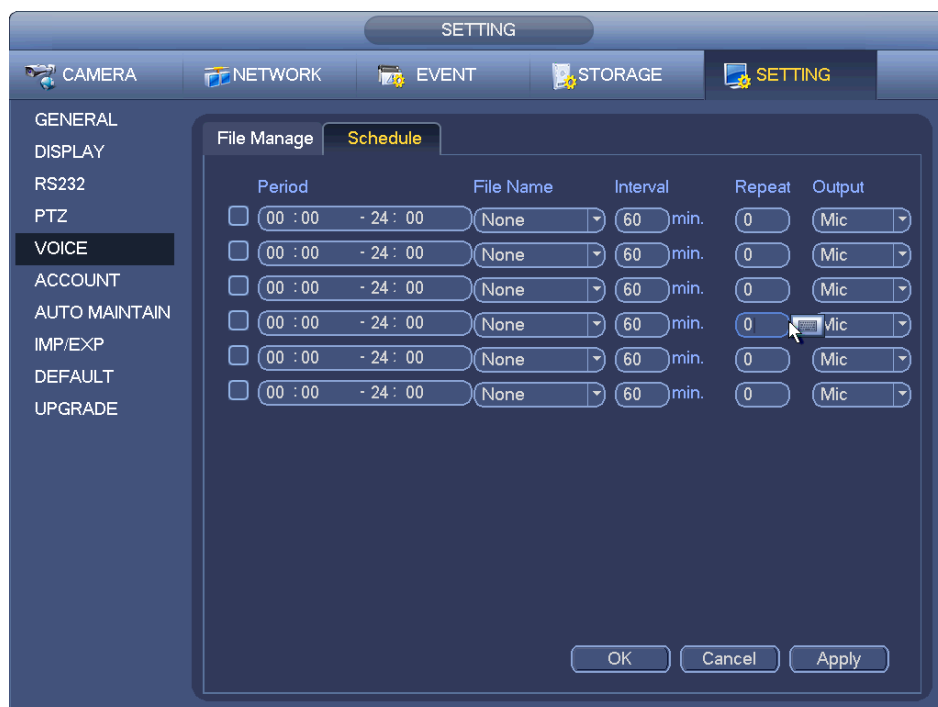 SETTING
CAMERA NETWORK EVENT STORAGE SETTING
GENERAL
DISPLAY
RS232
PTZ
VOICE
ACCOUNT
AUTO MAINTAIN
IMP/EXP
DEFAULT
UPGRADE
File Manage Schedule
Period File Name Interval Repeat Output
00 :00 - 24 : 00 None 60 min. 0 Mic
00 :00 - 24 : 00 None 60 min. 0 Mic
00 :00 - 24 : 00 None 60 min. 0 Mic
00 :00 - 24 : 00 None 60 min. 0 Mic
00 :00 - 24 : 00 None 60 min. 0 Mic
00 :00 - 24 : 00 None 60 min. 0 Mic
OK Cancel Apply